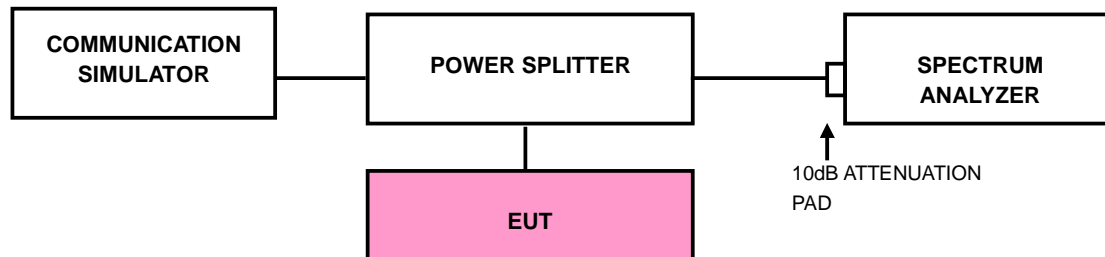 COMMUNICATION
SIMULATOR
POWER SPLITTER
SPECTRUM
ANALYZER
10dB ATTENUATION
PAD
EUT